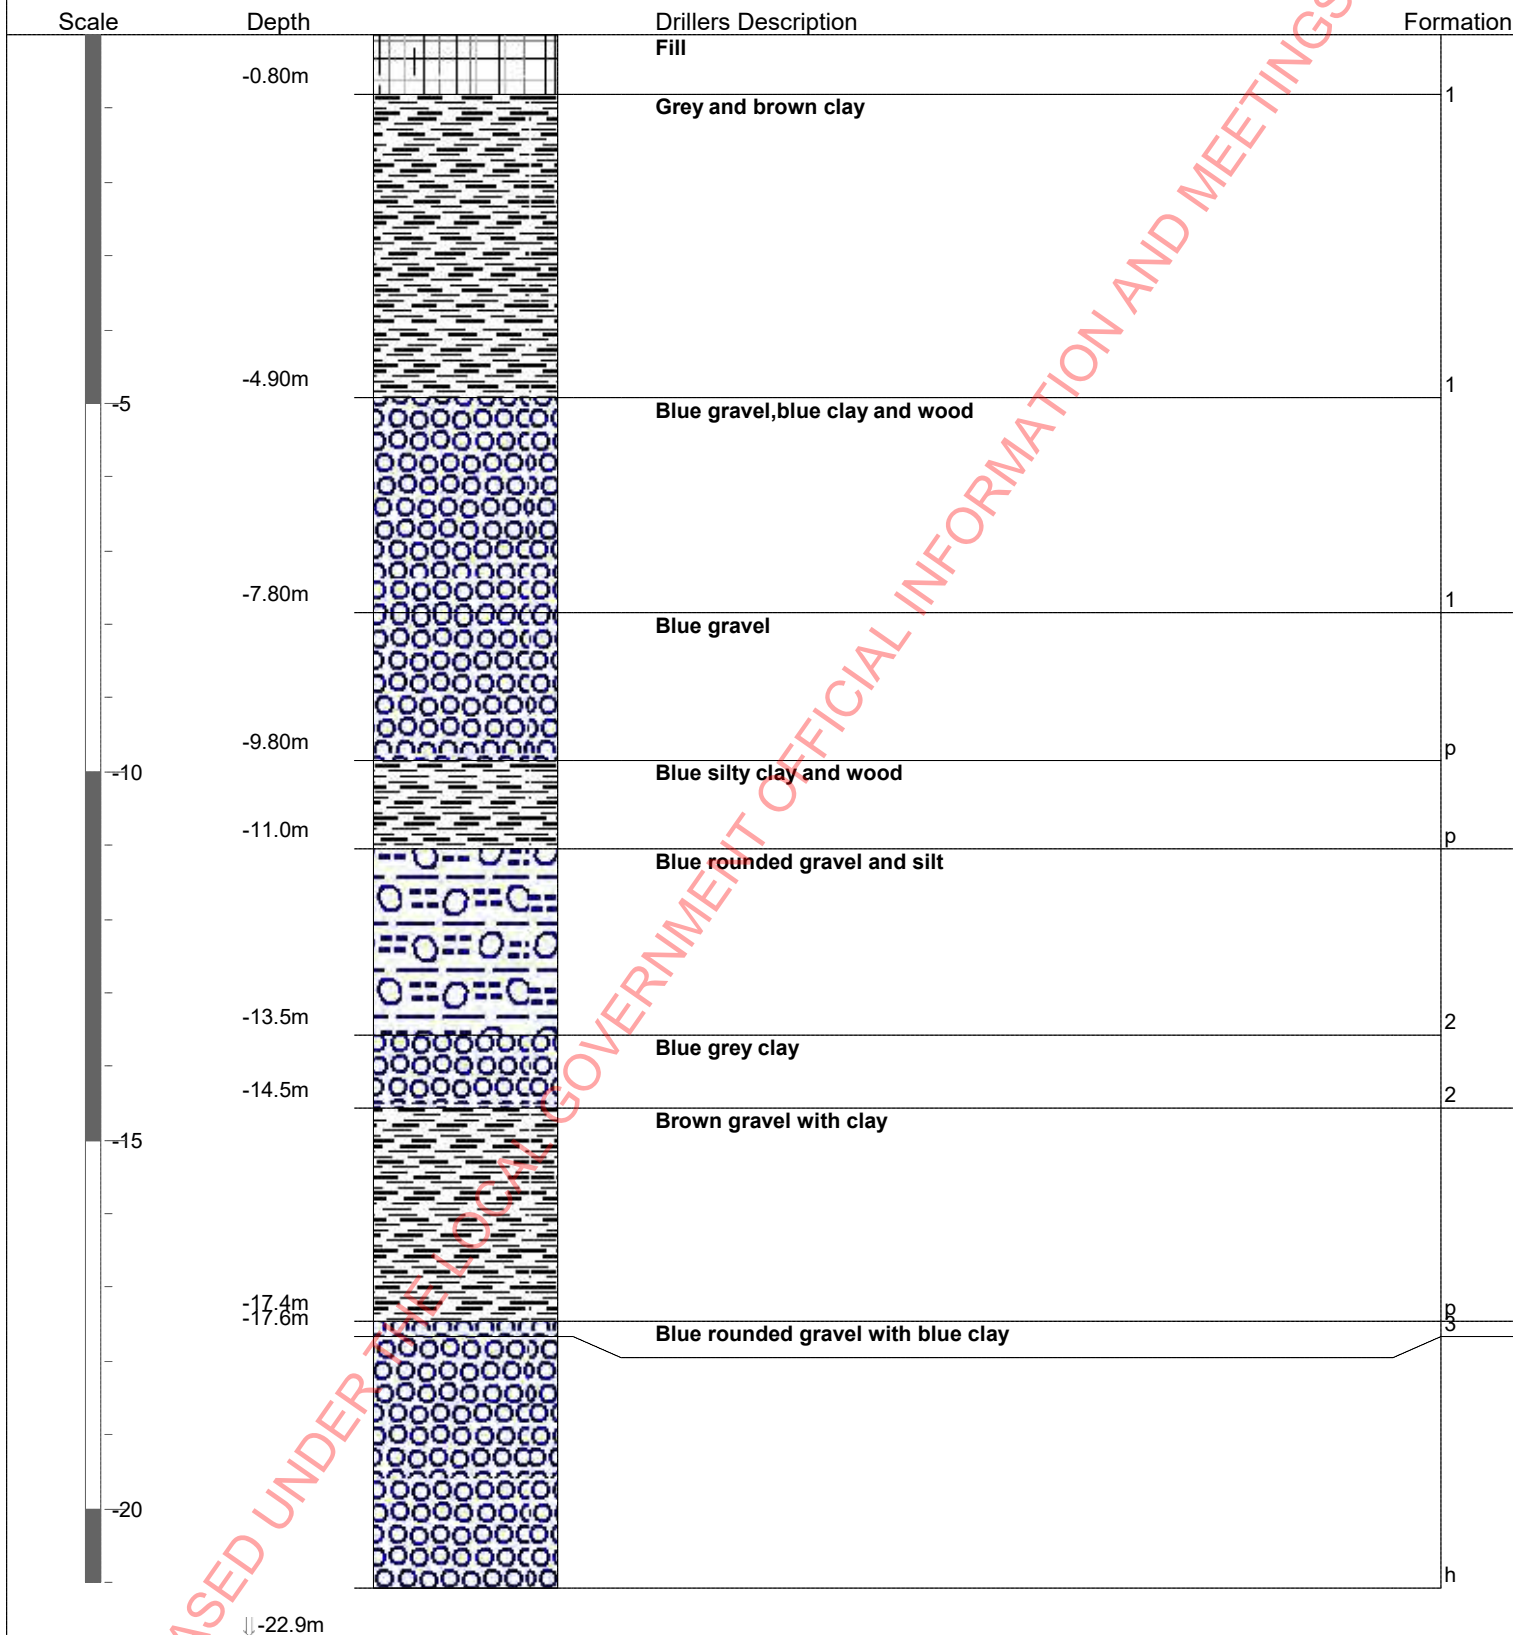 Scale Depth Drillers Description Formation
Fill
-0.80m 1
Grey and brown clay
-4.90m 1
-5
Blue gravel,blue clay and wood
-7.80m 1
Blue gravel
-9.80m p
-10
Blue silty clay and wood
-11.0m p
Blue rounded gravel and silt
-13.5m 2
Blue grey clay
-14.5m 2
Brown gravel with clay
-15
-17.4m p
-17.6m 3
Blue rounded gravel with blue clay
-20
h
-22.9m
ASED UNDER THE LOCAL GOVERNMENT OFFICIAL INFORMATION AND MEETINGS